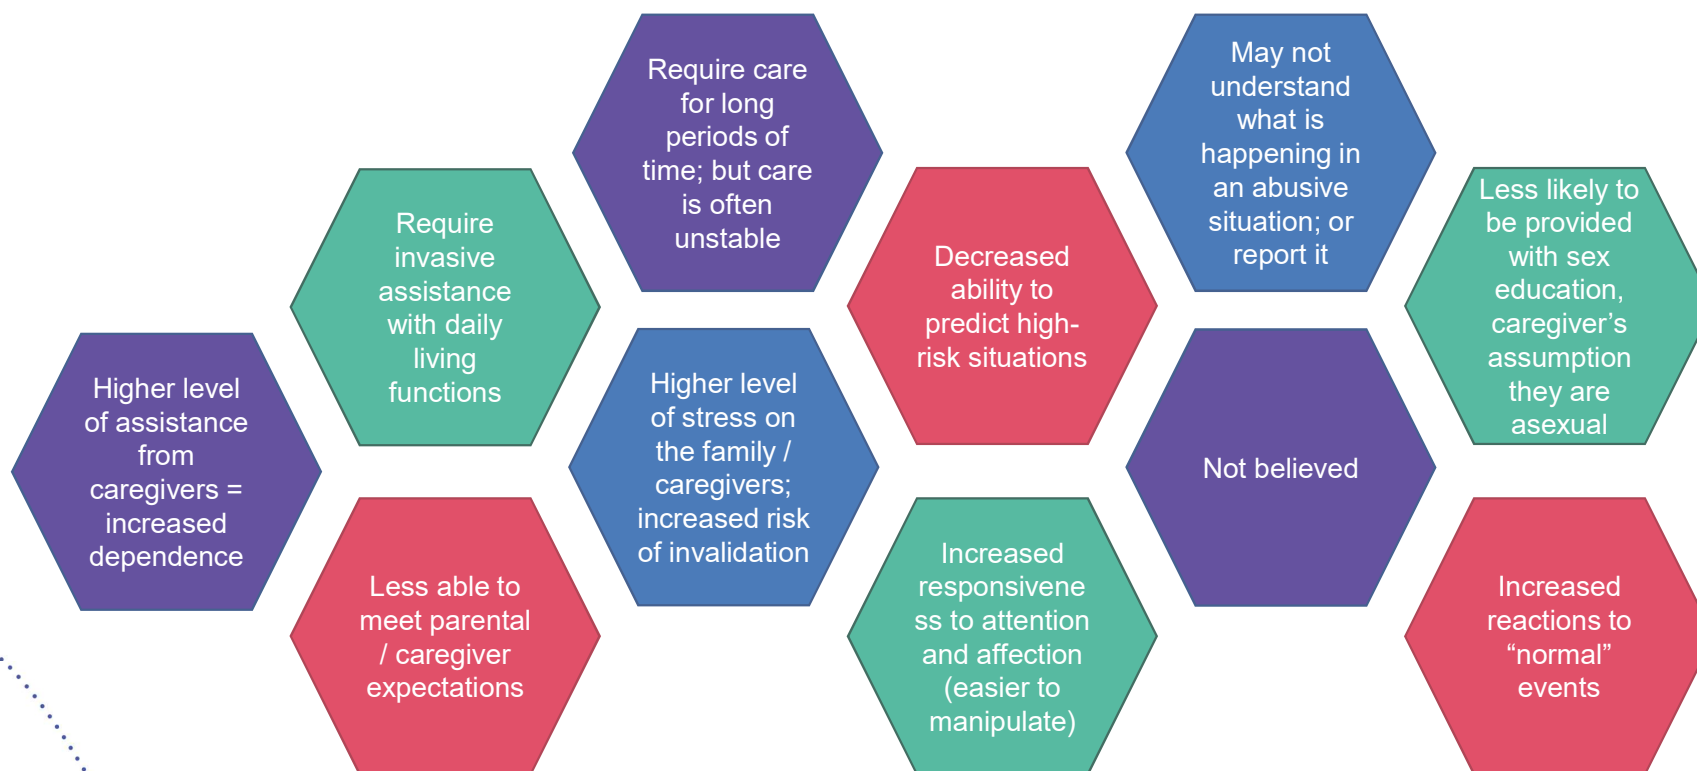 Higher level
of assistance
from
caregivers =
increased
dependence
Require
invasive
assistance
with daily
living
functions
Less able to
meet parental
/ caregiver
expectations
Require care
for long
periods of
time; but care
is often
unstable
Higher level
of stress on
the family /
caregivers;
increased risk
of invalidation
Decreased
ability to
predict high-
risk situations
Increased
responsivene
ss to attention
and affection
(easier to
manipulate)
May not
understand
what is
happening in
an abusive
situation; or
report it
Not believed
Less likely to
be provided
with sex
education,
caregiver’s
assumption
they are
asexual
Increased
reactions to
“normal”
events